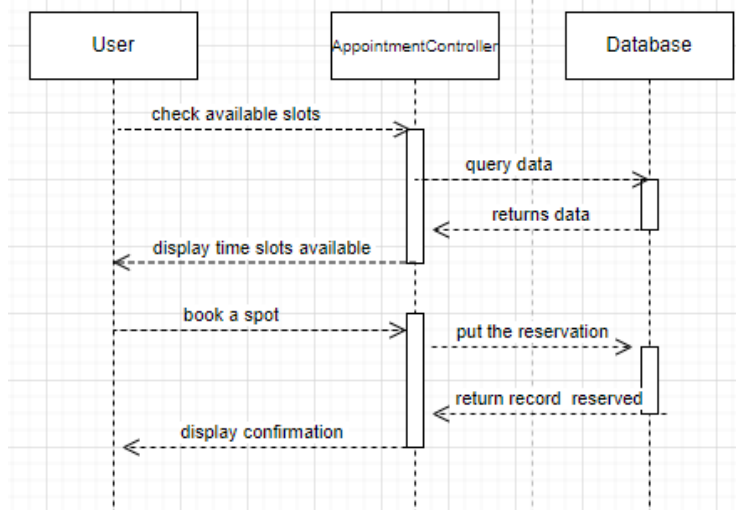 User
AppointmentController
Database
check available slots
query data
returns data
display time slots available
book a spot
put the reservation
return record reserved
display confirmation